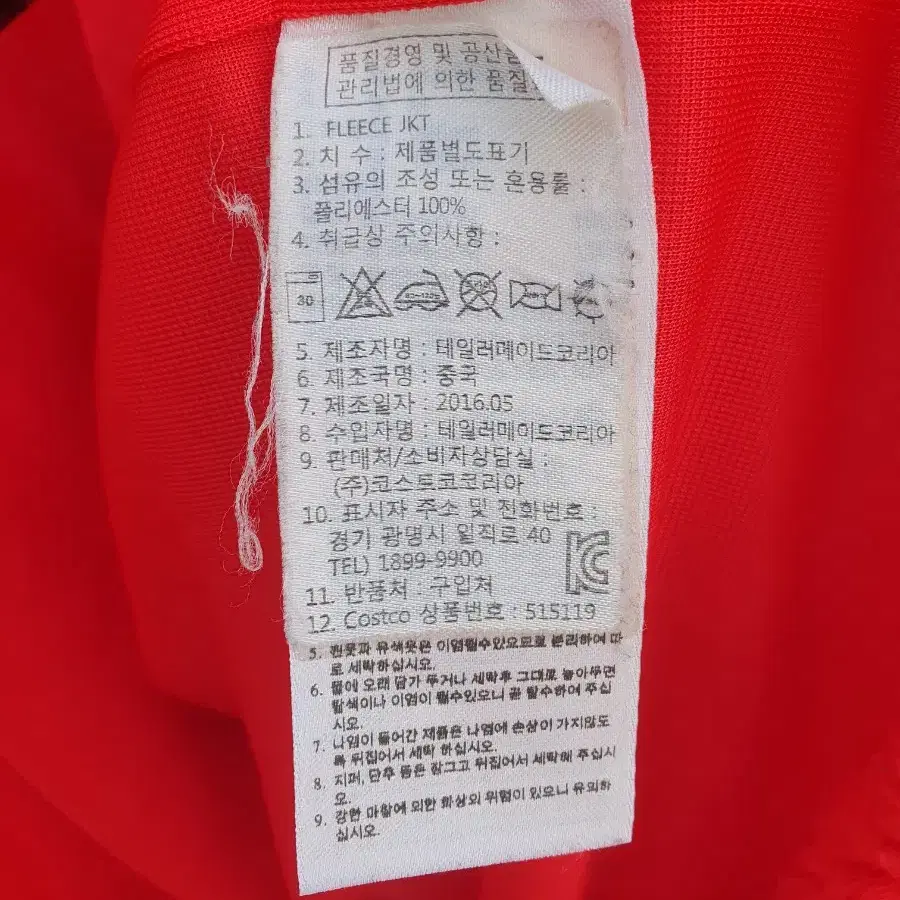 품질경영 및 공산품
관리법에 의한 품질
1. FLEECE JKT
2. 치 수 : 제품별도표기
3. 섬유의 조성 또는 혼용률 :
폴리에스터 100%
4. 취급상 주의사항 :
30
5. 제조자명 : 테일러메이드코리아
6. 제조국명 : 중국
7. 제조일자 : 2016.05
8. 수입자명 : 테일러메이드코리아
9. 판매처/소비자상담실 :
(주)코스트코코리아
10. 표시자 주소 및 전화번호 :
경기 광명시 일직로 40
TEL) 1899-9900
11. 반품처 : 구입처
12. Costco 상품번호 : 515119
5. 흰옷과 유색옷은 이염될수있으므로 분리하여 따
로 세탁하십시오.
6. 물에 오래 담가 두거나 세탁후 그대로 놓아두면
탈색이나 이염이 될수있으니 곧 탈수하여 주십
시오.
7. 나염이 들어간 제품은 나염에 손상이 가지않도
록 뒤집어서 세탁 하십시오.
8. 지퍼, 단추 등은 잠그고 뒤집어서 세탁해 주십시
오.
9. 강한 마찰에 의한 화상의 위험이 있으니 유의하
십시오.